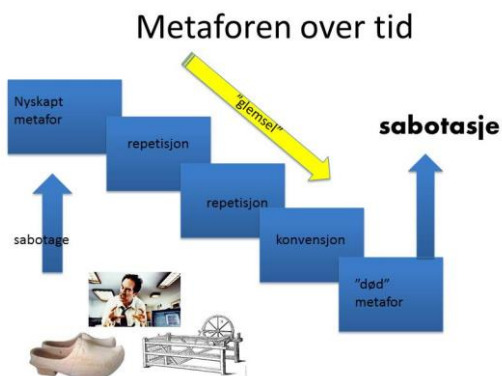 Metaforen over tid
Nyskapt
metafor
"glemsel"
sabotasje
repetisjon
repetisjon
sabotage
konvensjon
"død"
metafor